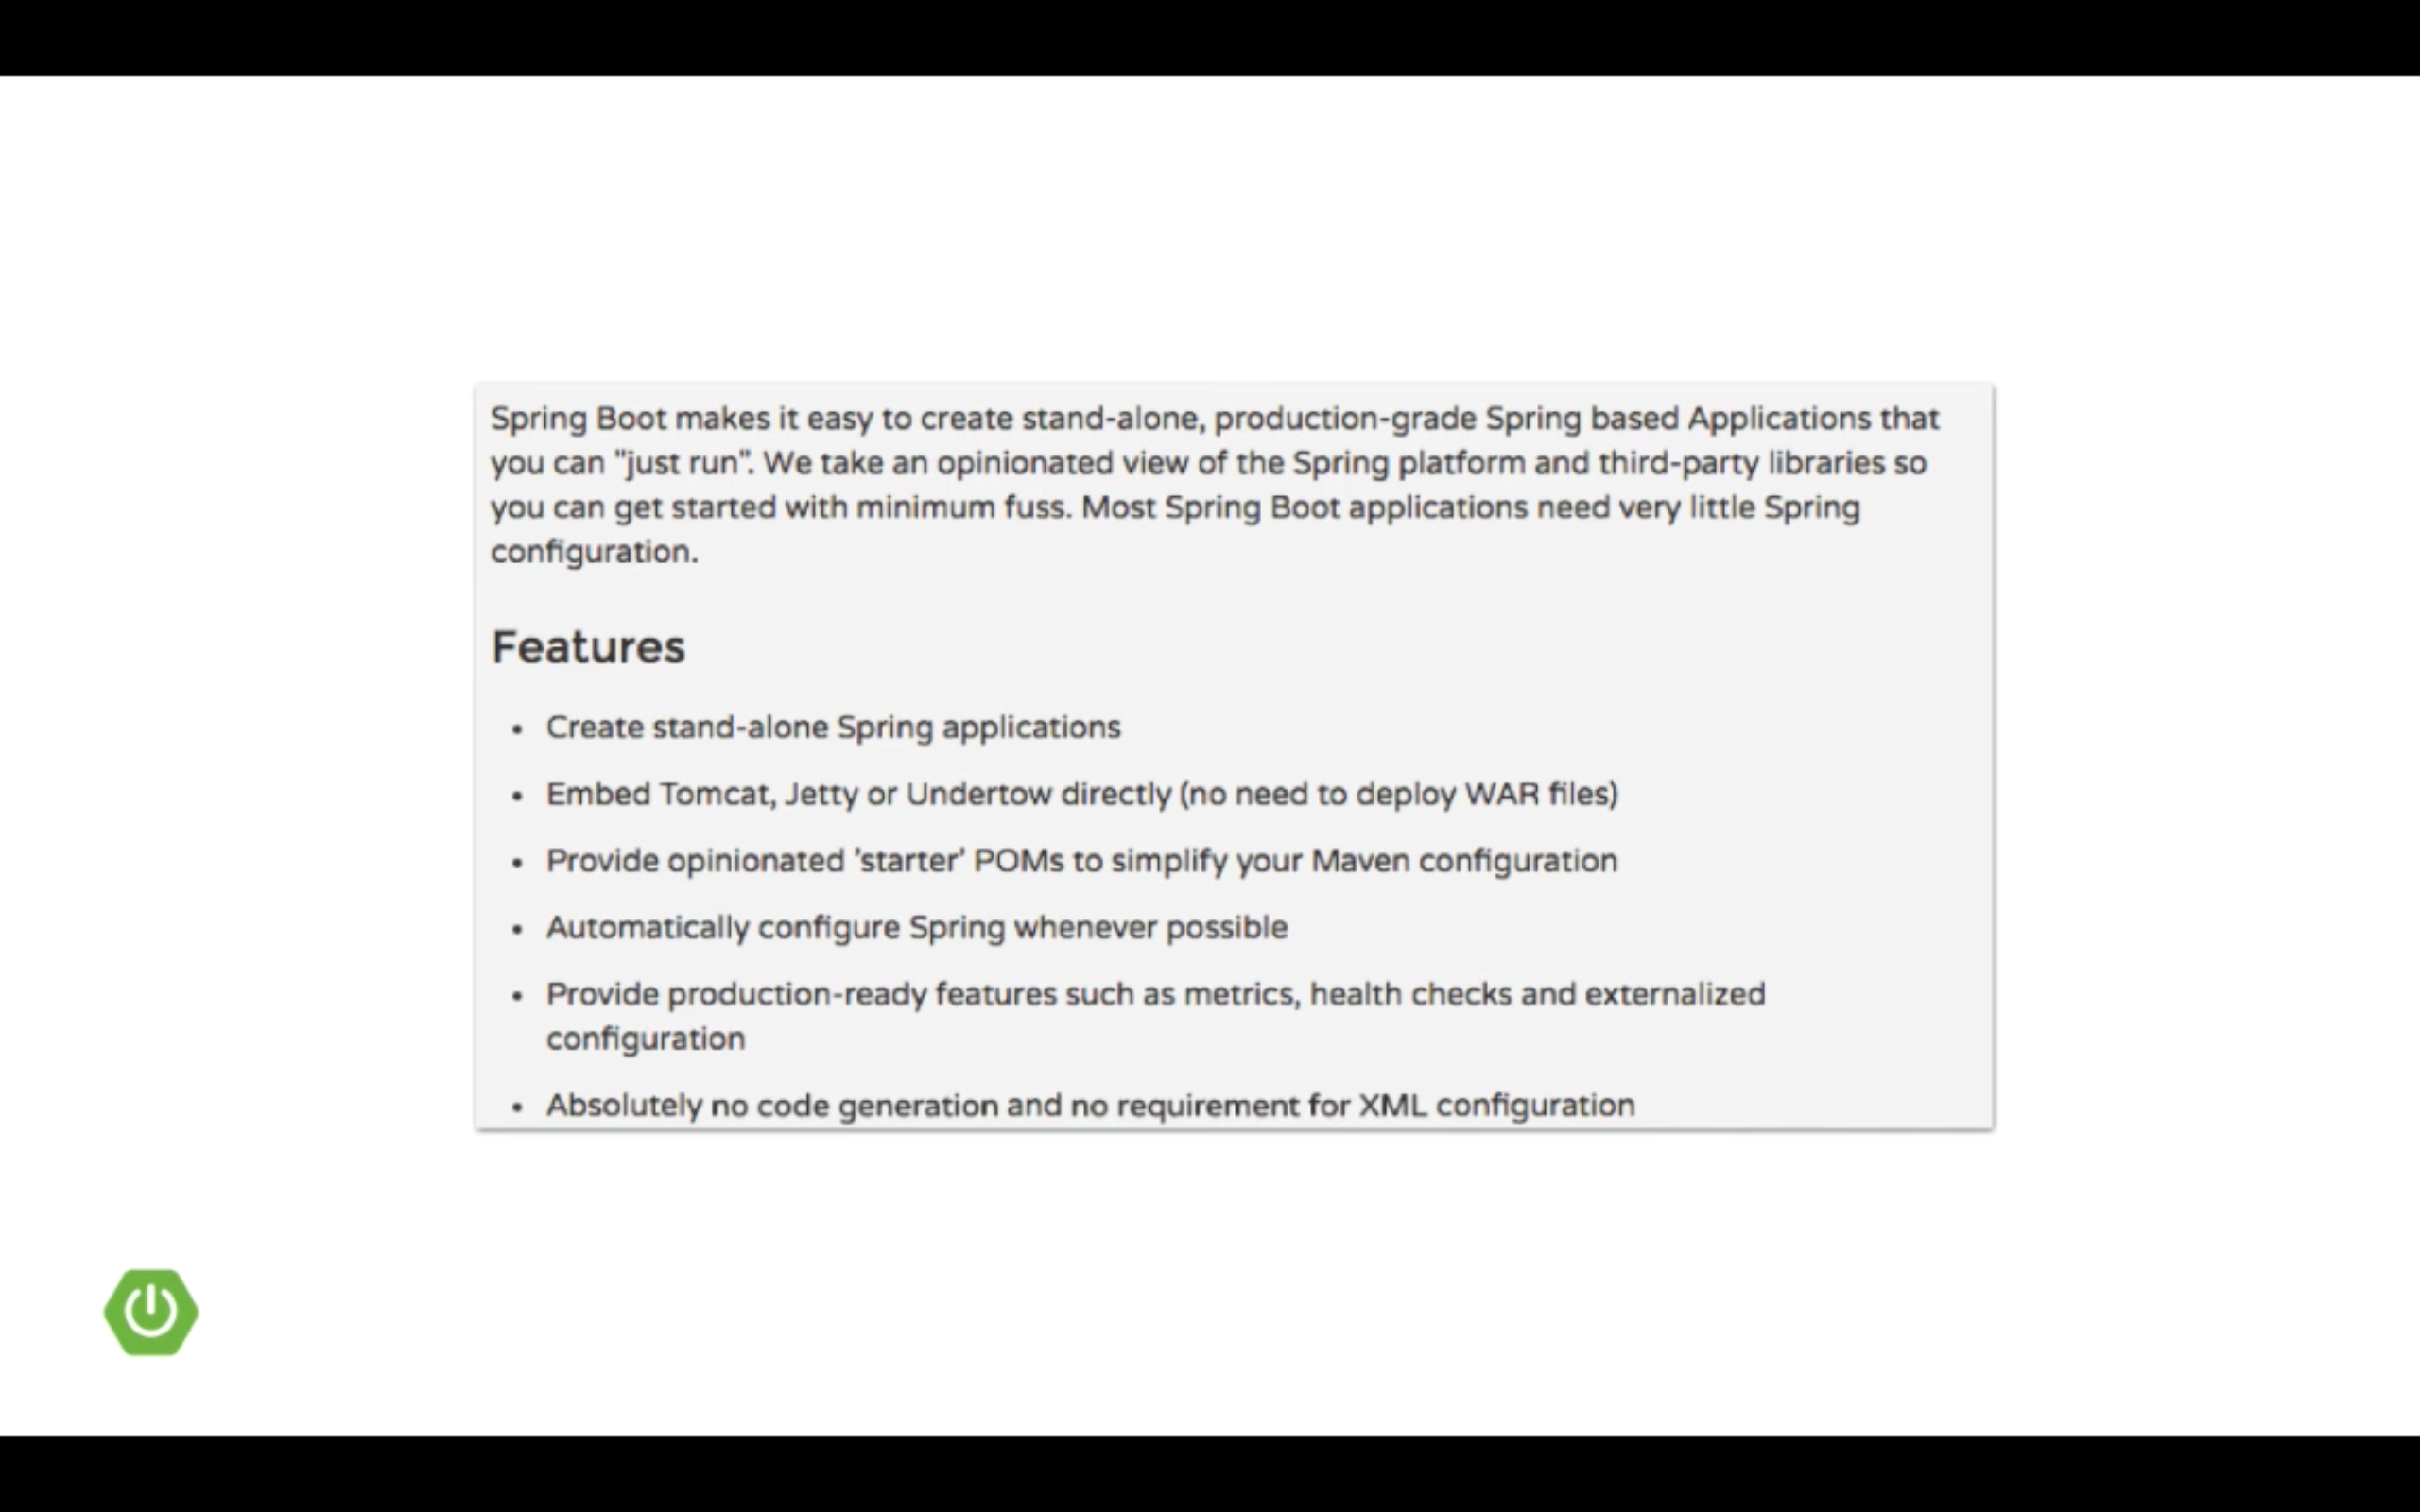 Spring Boot makes it easy to create stand-alone, production-grade Spring based Applications that
you can "just run". We take an opinionated view of the Spring platform and third-party libraries so
you can get started with minimum fuss. Most Spring Boot applications need very little Spring
configuration.
Features
• Create stand-alone Spring applications
• Embed Tomcat, Jetty or Undertow directly (no need to deploy WAR files)
• Provide opinionated 'starter' POMs to simplify your Maven configuration
• Automatically configure Spring whenever possible
• Provide production-ready features such as metrics, health checks and externalized
configuration
• Absolutely no code generation and no requirement for XML configuration